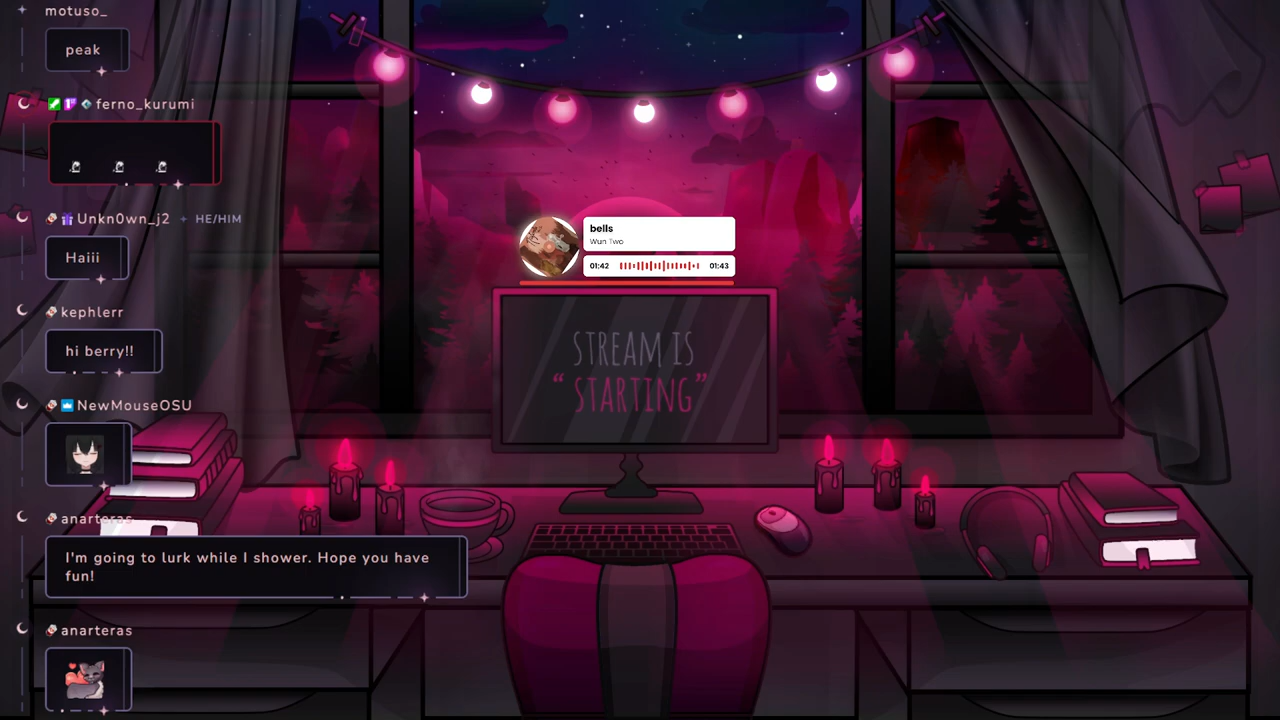 motuso_
peak
ferno_kurumi
Unkn0wn_j2 HE/HIM
Haiii
kephlerr
hi berry!!
NewMouseOSU
anarteras
I'm going to lurk while I shower. Hope you have
fun!
anarteras
bells
Wun Two
01:42 01:43
STREAM IS
“ STARTING”